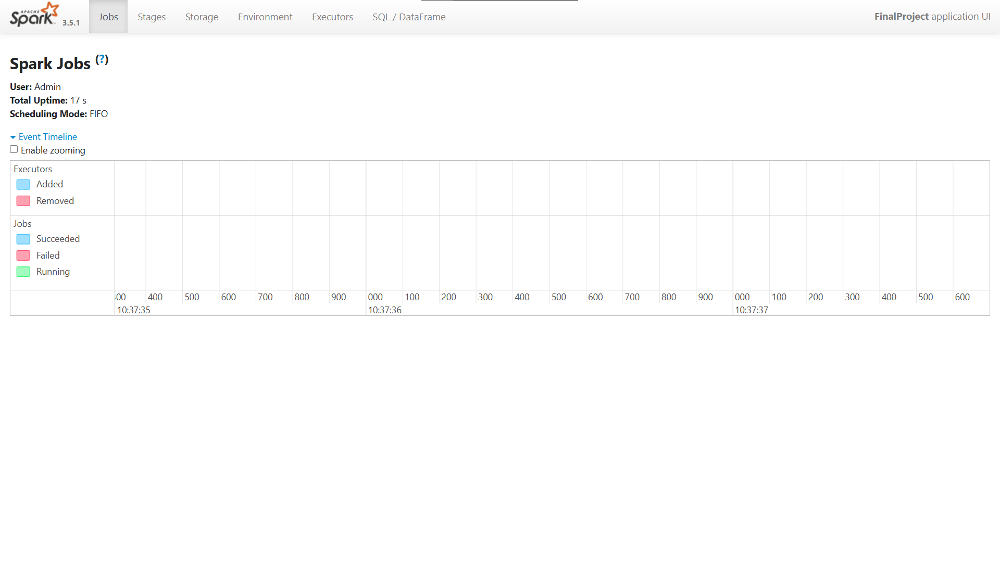 APACHE
Spark 3.5.1 Jobs Stages Storage Environment Executors SQL / DataFrame FinalProject application UI
Spark Jobs (?)
User: Admin
Total Uptime: 17 s
Scheduling Mode: FIFO
Event Timeline
Enable zooming
Executors
Added
Removed
Jobs
Succeeded
Failed
Running
00 400 500 600 700 800 900 000 100 200 300 400 500 600 700 800 900 000 100 200 300 400 500 600
10:37:35 10:37:36 10:37:37